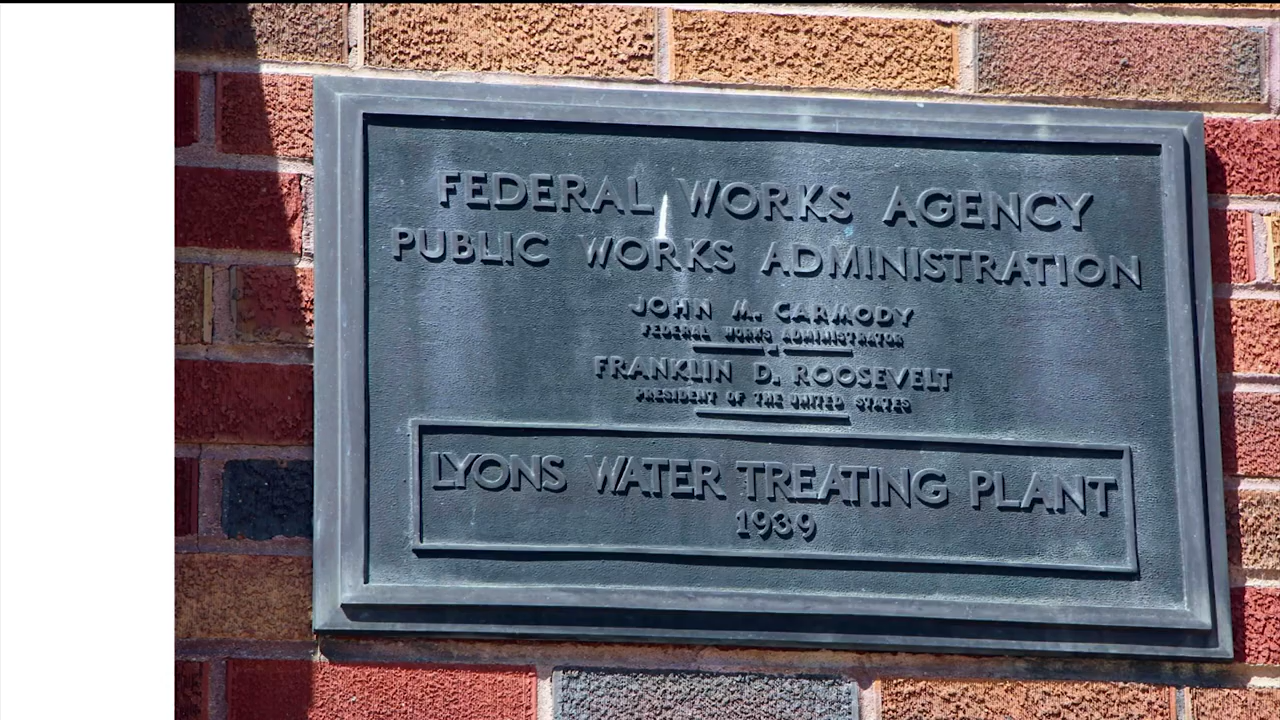 FEDERAL WORKS AGENCY
PUBLIC WORKS ADMINISTRATION
JOHN M. CARMODY
FEDERAL WORKS ADMINISTRATOR
FRANKLIN D. ROOSEVELT
PRESIDENT OF THE UNITED STATES
LYONS WATER TREATING PLANT
1939